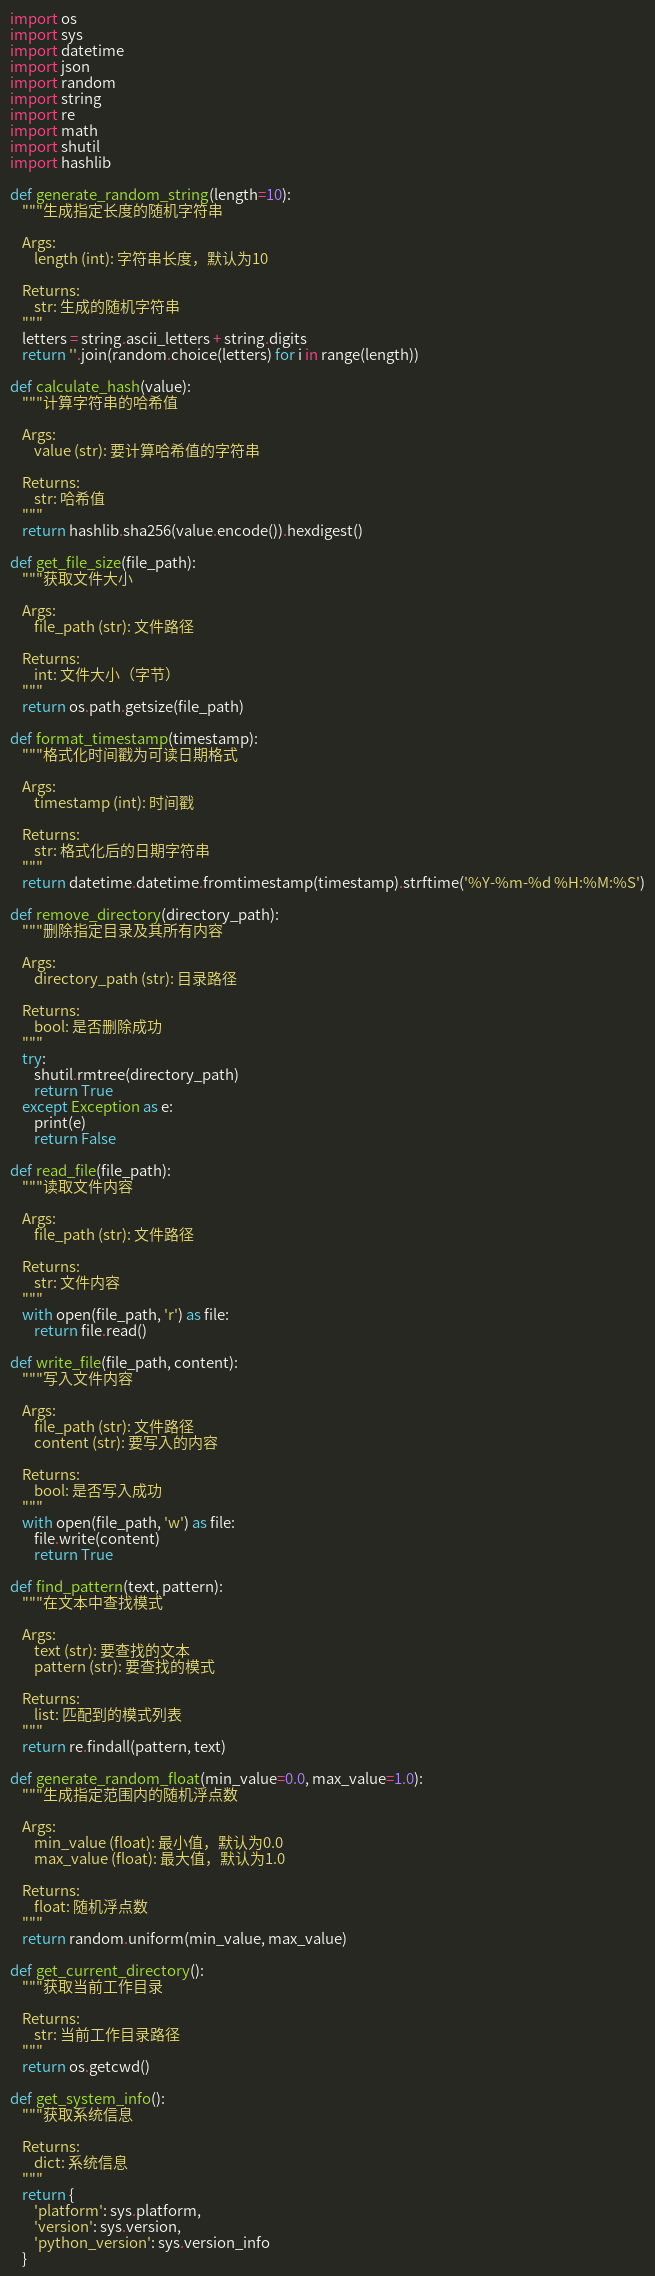 import os
import sys
import datetime
import json
import random
import string
import re
import math
import shutil
import hashlib

def generate_random_string(length=10):
    """生成指定长度的随机字符串

    Args:
        length (int): 字符串长度，默认为10

    Returns:
        str: 生成的随机字符串
    """
    letters = string.ascii_letters + string.digits
    return ''.join(random.choice(letters) for i in range(length))

def calculate_hash(value):
    """计算字符串的哈希值

    Args:
        value (str): 要计算哈希值的字符串

    Returns:
        str: 哈希值
    """
    return hashlib.sha256(value.encode()).hexdigest()

def get_file_size(file_path):
    """获取文件大小

    Args:
        file_path (str): 文件路径

    Returns:
        int: 文件大小（字节）
    """
    return os.path.getsize(file_path)

def format_timestamp(timestamp):
    """格式化时间戳为可读日期格式

    Args:
        timestamp (int): 时间戳

    Returns:
        str: 格式化后的日期字符串
    """
    return datetime.datetime.fromtimestamp(timestamp).strftime('%Y-%m-%d %H:%M:%S')

def remove_directory(directory_path):
    """删除指定目录及其所有内容

    Args:
        directory_path (str): 目录路径

    Returns:
        bool: 是否删除成功
    """
    try:
        shutil.rmtree(directory_path)
        return True
    except Exception as e:
        print(e)
        return False

def read_file(file_path):
    """读取文件内容

    Args:
        file_path (str): 文件路径

    Returns:
        str: 文件内容
    """
    with open(file_path, 'r') as file:
        return file.read()

def write_file(file_path, content):
    """写入文件内容

    Args:
        file_path (str): 文件路径
        content (str): 要写入的内容

    Returns:
        bool: 是否写入成功
    """
    with open(file_path, 'w') as file:
        file.write(content)
        return True

def find_pattern(text, pattern):
    """在文本中查找模式

    Args:
        text (str): 要查找的文本
        pattern (str): 要查找的模式

    Returns:
        list: 匹配到的模式列表
    """
    return re.findall(pattern, text)

def generate_random_float(min_value=0.0, max_value=1.0):
    """生成指定范围内的随机浮点数

    Args:
        min_value (float): 最小值，默认为0.0
        max_value (float): 最大值，默认为1.0

    Returns:
        float: 随机浮点数
    """
    return random.uniform(min_value, max_value)

def get_current_directory():
    """获取当前工作目录

    Returns:
        str: 当前工作目录路径
    """
    return os.getcwd()

def get_system_info():
    """获取系统信息

    Returns:
        dict: 系统信息
    """
    return {
        'platform': sys.platform,
        'version': sys.version,
        'python_version': sys.version_info
    }